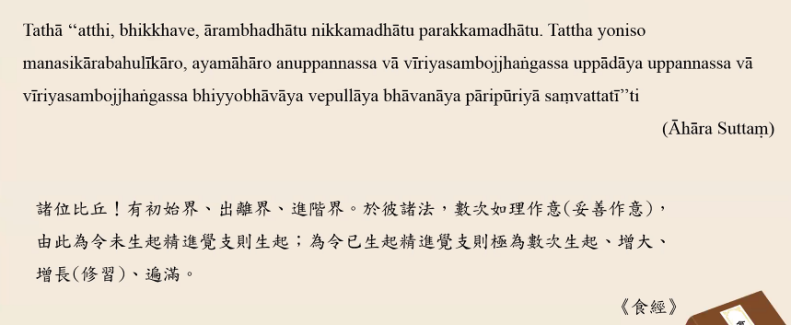 Tathā “atthi, bhikkhave, ārambhadhātu nikkamadhātu parakkamadhātu. Tattha yoniso
manasikārabahulīkāro, ayamāhāro anuppannassa vā vīriyasambojjhaṅgassa uppādāya uppannassa vā
vīriyasambojjhaṅgassa bhiyyobhāvāya vepullāya bhāvanāya pāripūriyā saṃvattatī”ti
(Āhāra Suttaṃ)
諸位比丘！有初始界、出離界、進階界。於彼諸法，數次如理作意(妥善作意)，
由此為令未生起精進覺支則生起；為令已生起精進覺支則極為數次生起、增大、
增長(修習)、遍滿。
《食經》